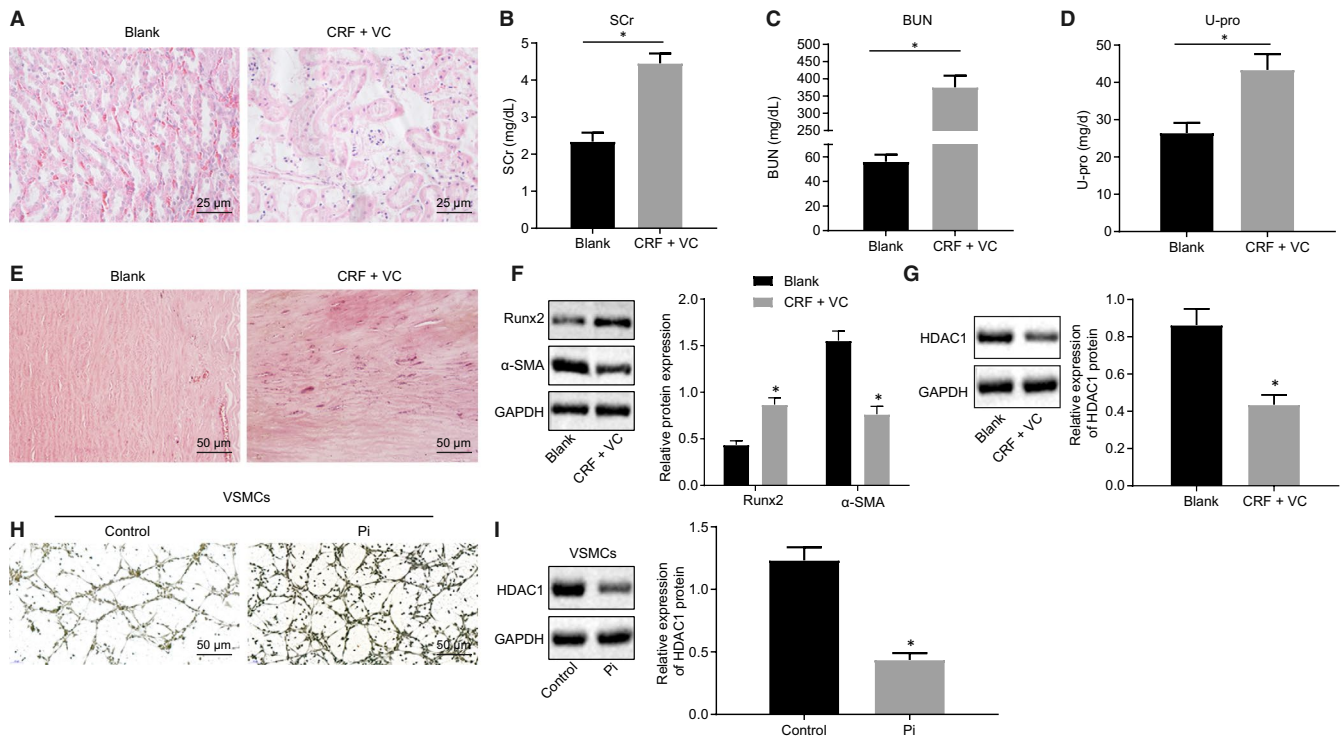 A
Blank
CRF + VC
25 µm
25 µm
B
SCr
*
SCr (mg/dL)
5
4
3
2
1
0
Blank
CRF + VC
C
BUN
*
BUN (mg/dL)
450
400
350
300
250
60
40
20
0
Blank
CRF + VC
D
U-pro
*
U-pro (mg/d)
50
40
30
20
10
0
Blank
CRF + VC
E
Blank
CRF + VC
50 µm
50 µm
F
Runx2
α-SMA
GAPDH
Blank
CRF + VC
Blank
CRF + VC
Relative protein expression
2.0
1.5
1.0
0.5
0.0
*
*
Runx2
α-SMA
G
HDAC1
GAPDH
Blank
CRF + VC
Relative expression
of HDAC1 protein
1.0
0.8
0.6
0.4
0.2
0.0
*
Blank
CRF + VC
VSMCs
H
Control
Pi
50 µm
50 µm
I
VSMCs
HDAC1
GAPDH
Control
Pi
Relative expression
of HDAC1 protein
1.5
1.0
0.5
0.0
*
Control
Pi